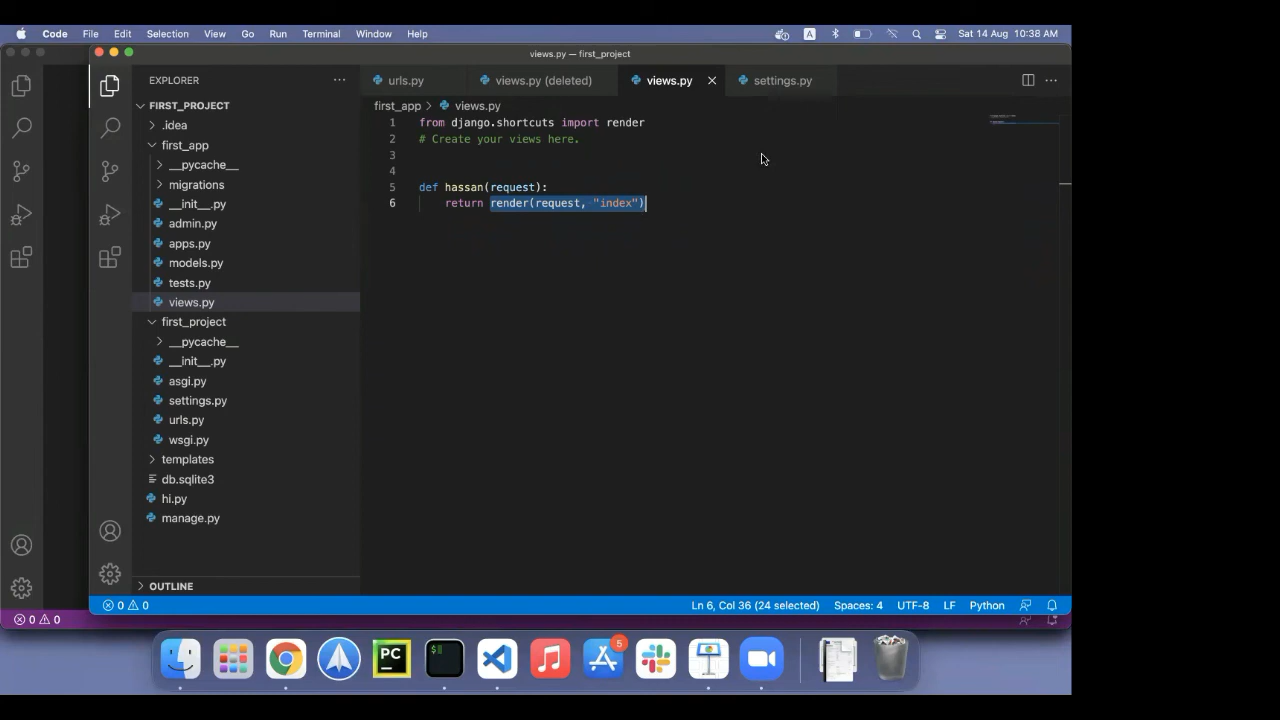 Code File Edit Selection View Go Run Terminal Window Help A Sat 14 Aug 10:38 AM
views.py — first_project
EXPLORER ···
urls.py views.py (deleted) views.py settings.py ···
FIRST_PROJECT
first_app > views.py
.idea
first_app
__pycache__
migrations
__init__.py
admin.py
apps.py
models.py
tests.py
views.py
first_project
__pycache__
__init__.py
asgi.py
settings.py
urls.py
wsgi.py
templates
db.sqlite3
hi.py
manage.py
OUTLINE
1 from django.shortcuts import render
2 # Create your views here.
3
4
5 def hassan(request):
6 return render(request, "index")
0 0 Ln 6, Col 36 (24 selected) Spaces: 4 UTF-8 LF Python
0 0
PC $ 5